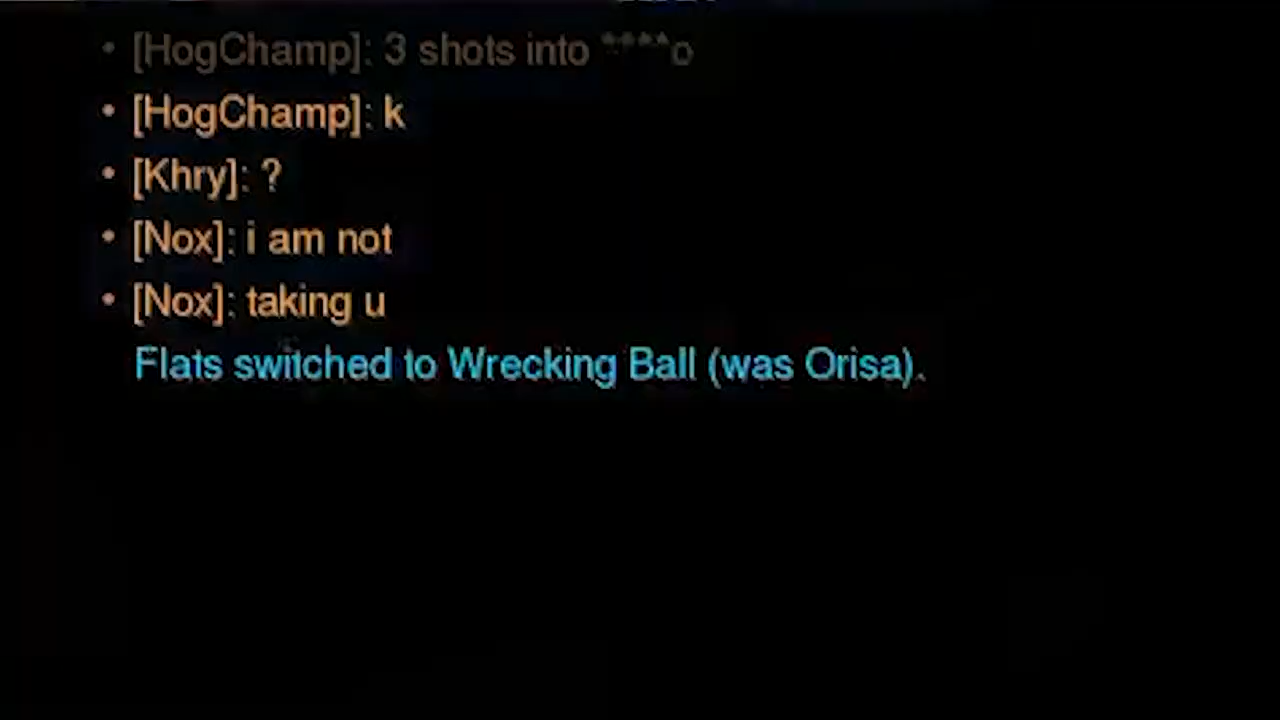 • [HogChamp]: 3 shots into ****o
• [HogChamp]: k
• [Khry]: ?
• [Nox]: i am not
• [Nox]: taking u
Flats switched to Wrecking Ball (was Orisa).